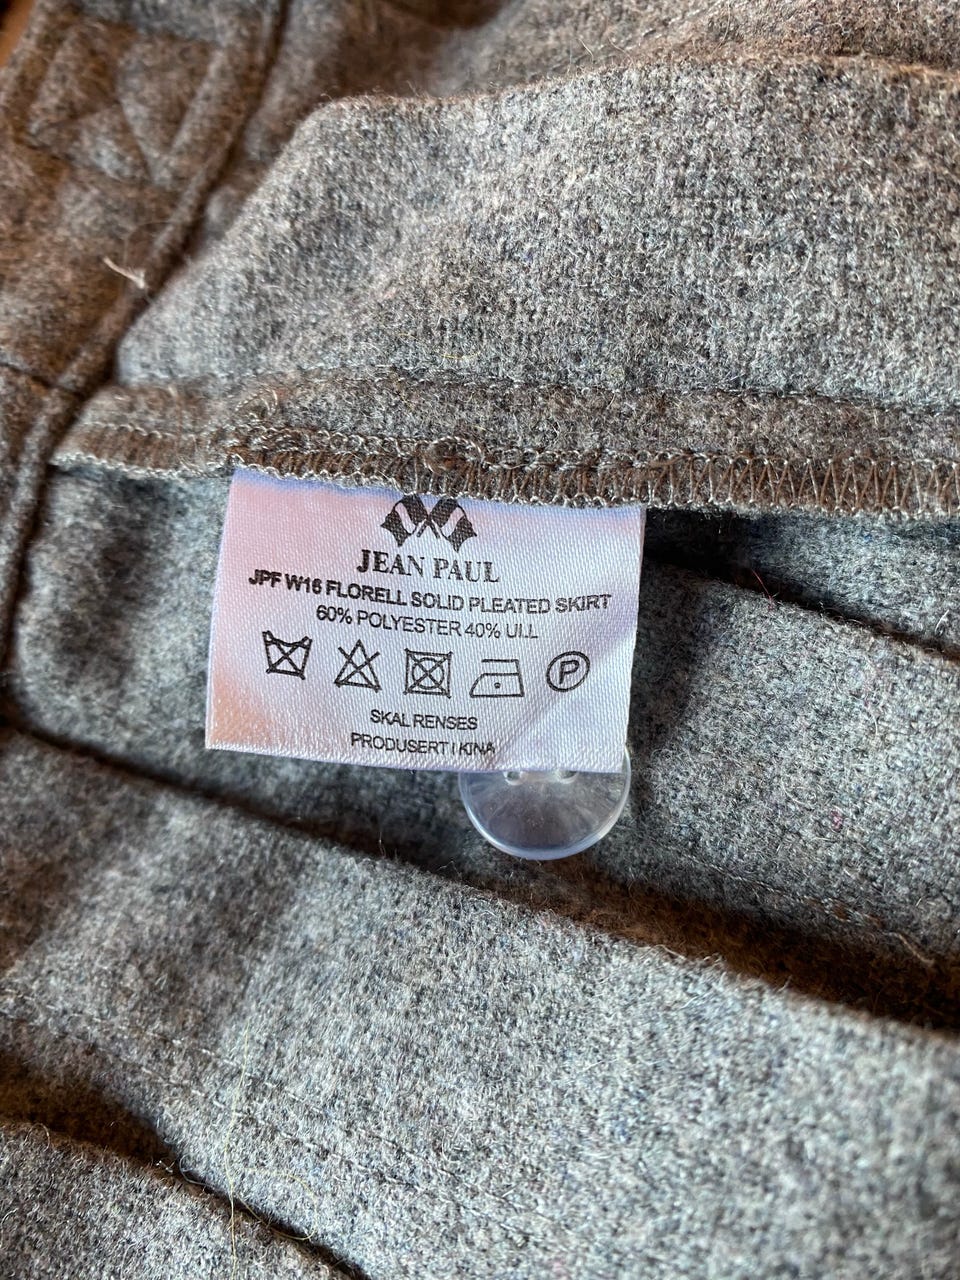 JEAN PAUL
JPF W16 FLORELL SOLID PLEATED SKIRT
60% POLYESTER 40% ULL
P
SKAL RENSES
PRODUSERT I KINA